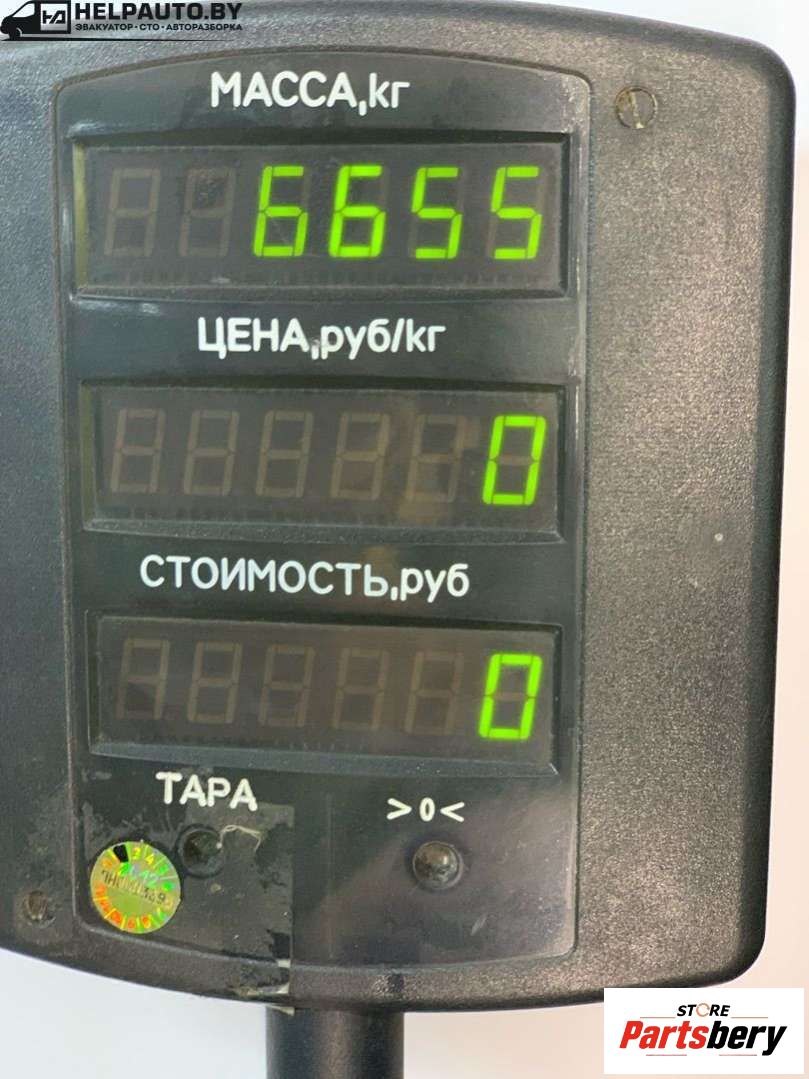 HELPAUTO.BY
ЭВАКУАТОР·СТО·АВТОРАЗБОРКА
МАССА,кг
6655
ЦЕНА,руб/кг
0
СТОИМОСТЬ,руб
0
ТАРА
>0<
STORE
Partsbery